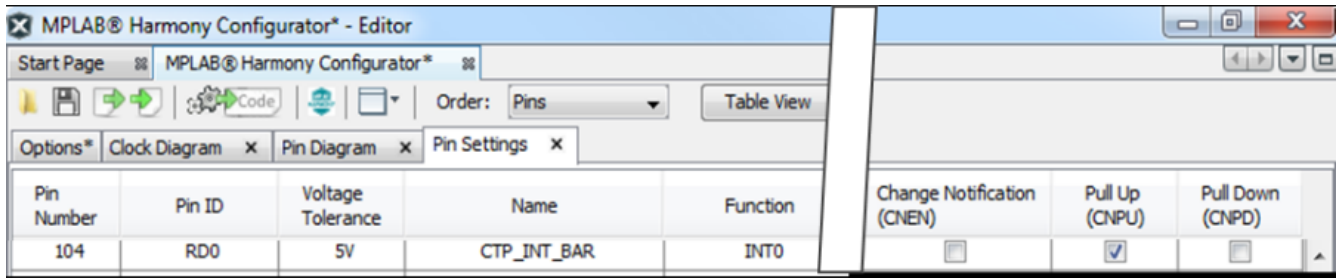 MPLAB® Harmony Configurator* - Editor
Start Page MPLAB® Harmony Configurator*
Code Order: Pins Table View
Options* Clock Diagram Pin Diagram Pin Settings
Pin Number Pin ID Voltage Tolerance Name Function Change Notification (CNEN) Pull Up (CNPU) Pull Down (CNPD)
104 RD0 5V CTP_INT_BAR INT0